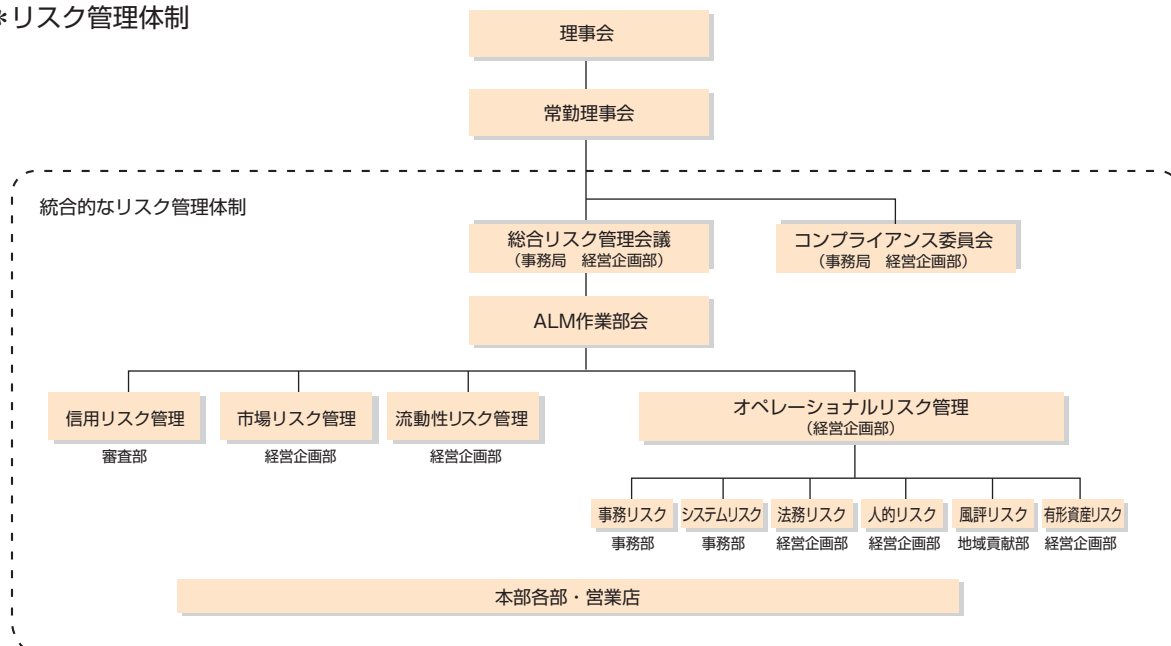 *リスク管理体制
理事会
常勤理事会
統合的なリスク管理体制
総合リスク管理会議
（事務局　経営企画部）
コンプライアンス委員会
（事務局　経営企画部）
ALM作業部会
信用リスク管理
審査部
市場リスク管理
経営企画部
流動性リスク管理
経営企画部
オペレーショナルリスク管理
（経営企画部）
事務リスク
事務部
システムリスク
事務部
法務リスク
経営企画部
人的リスク
経営企画部
風評リスク
地域貢献部
有形資産リスク
経営企画部
本部各部・営業店